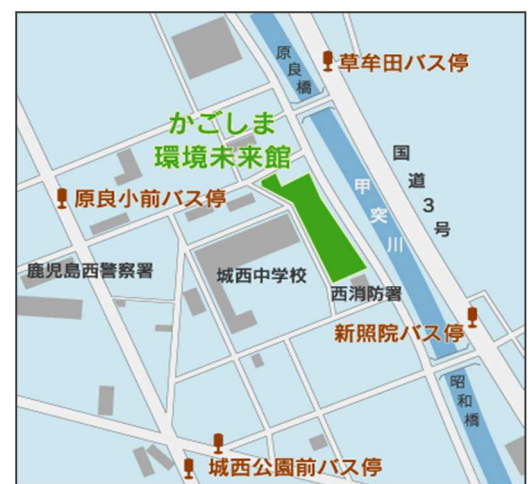 原良橋
草牟田バス停
かごしま
環境未来館
国道3号
甲突川
原良小前バス停
鹿児島西警察署
城西中学校
西消防署
新照院バス停
昭和橋
城西公園前バス停